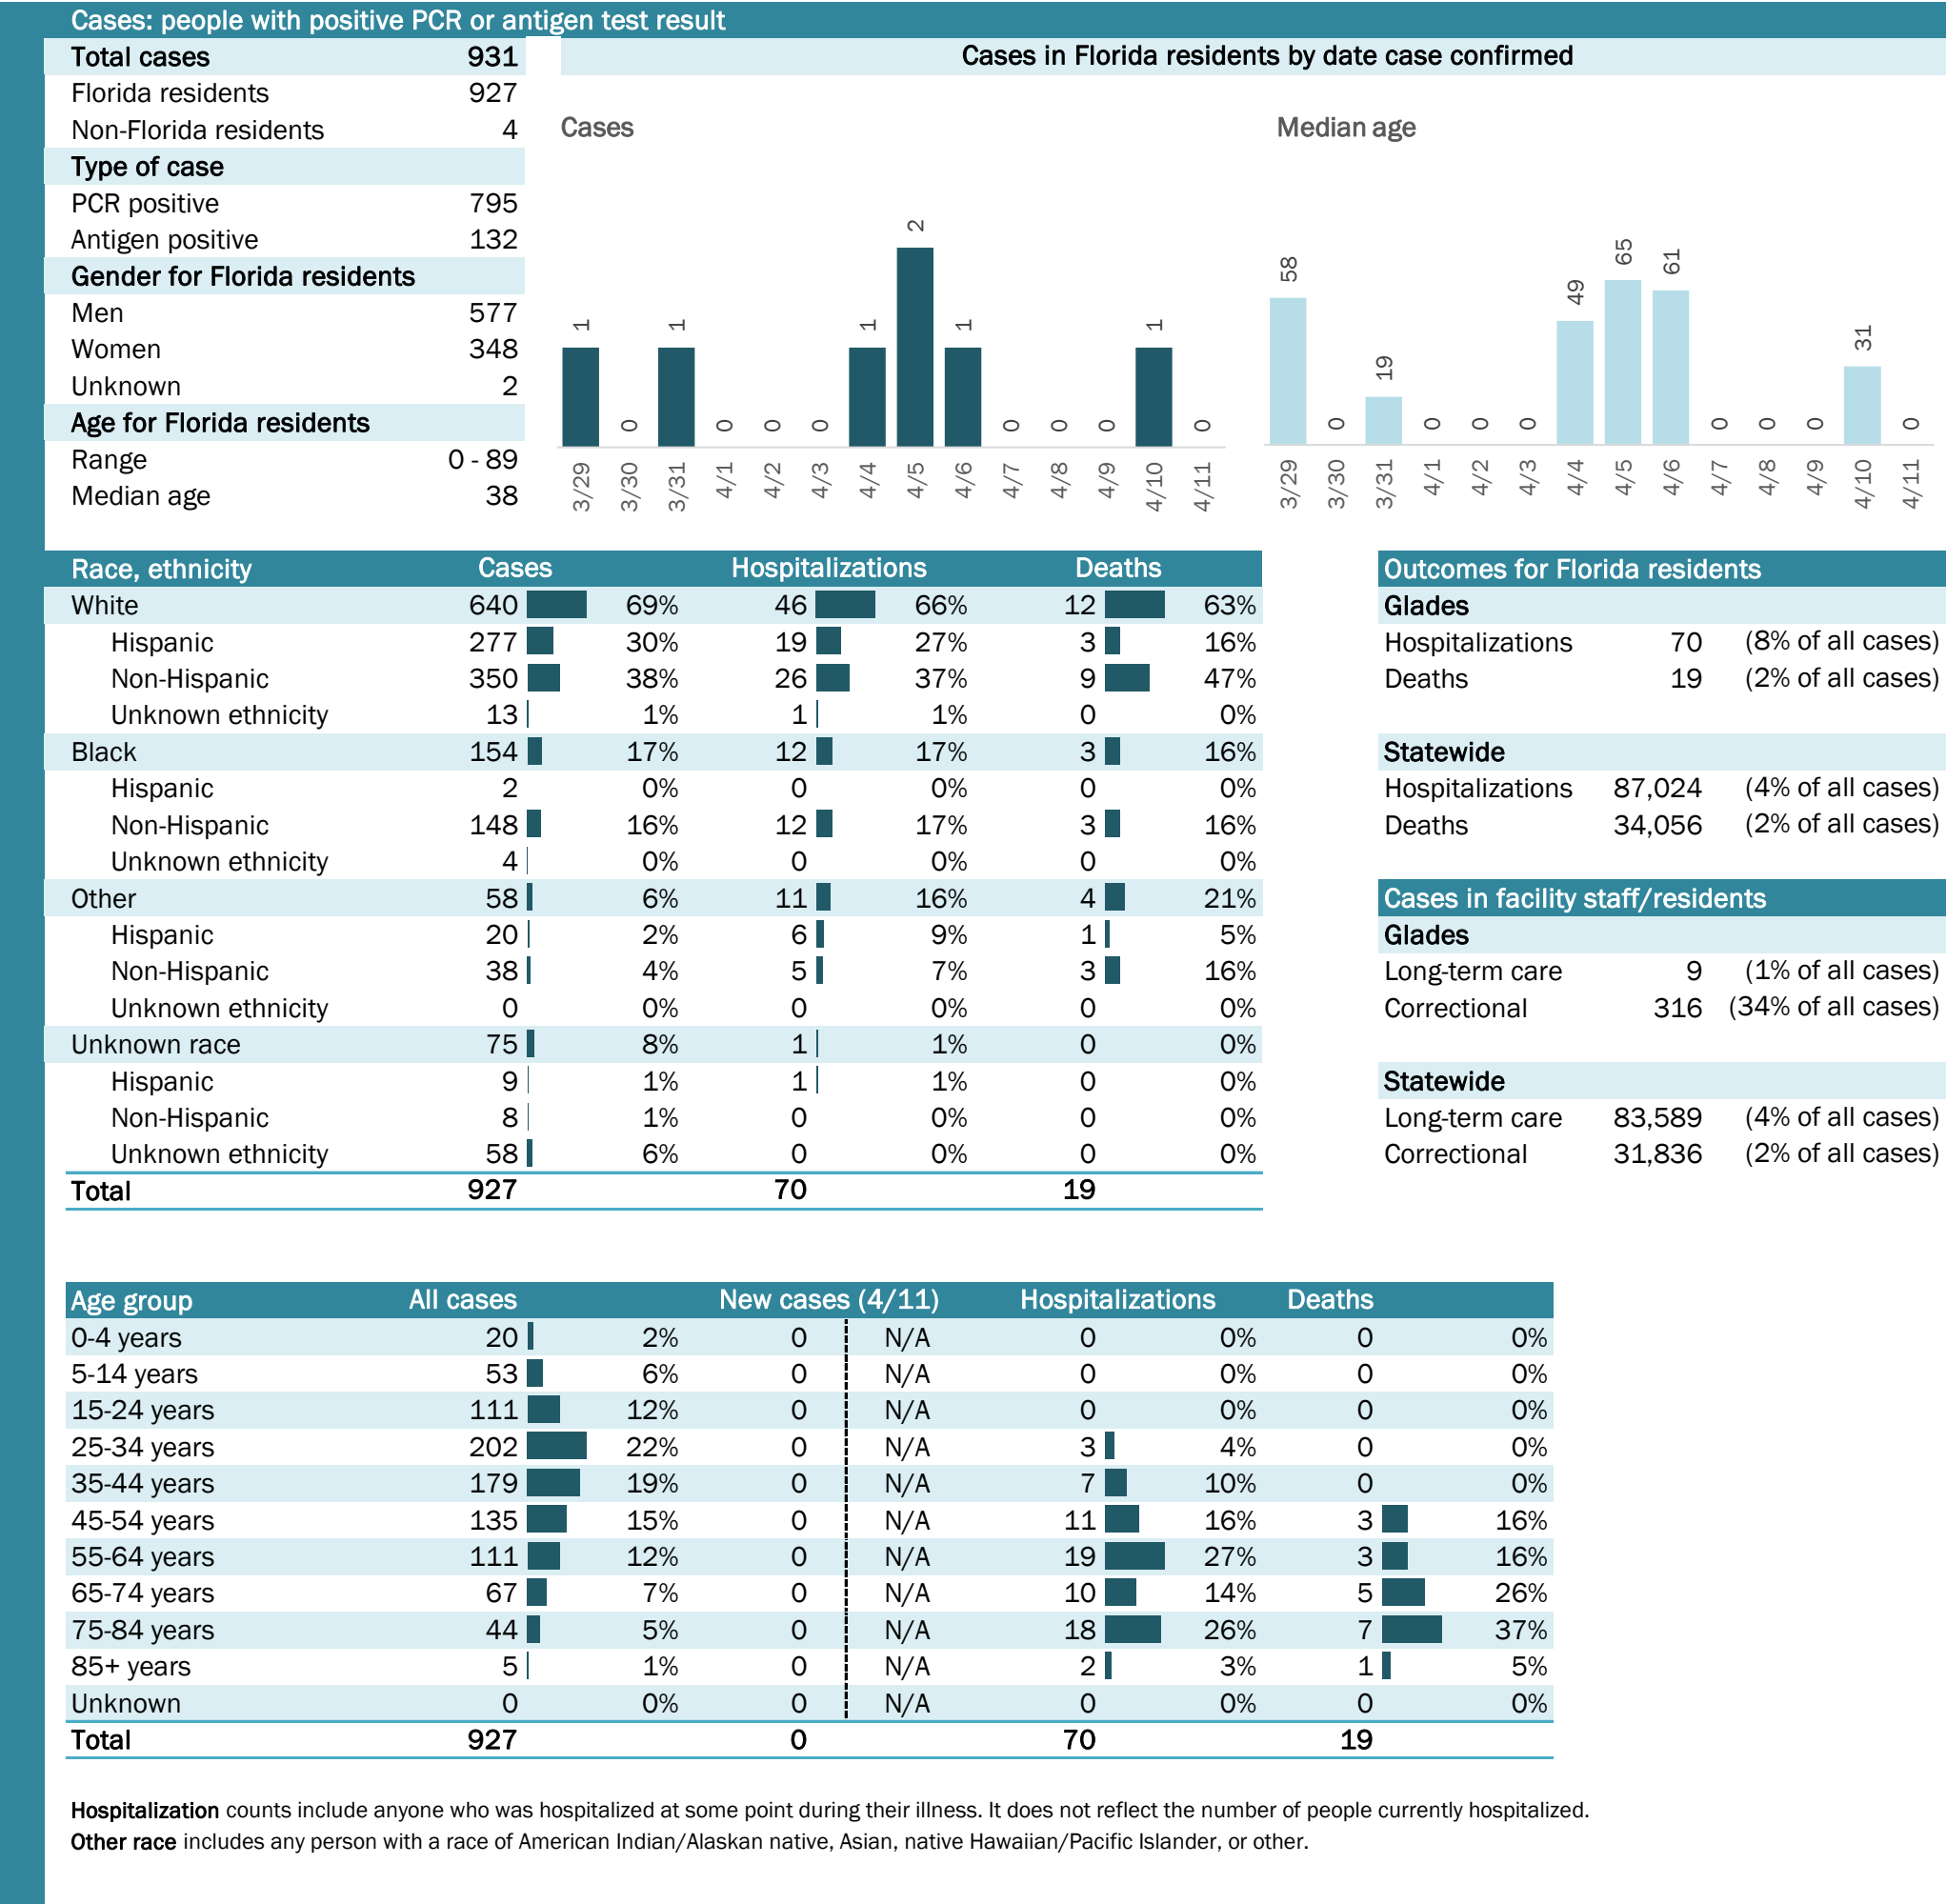 Cases: people with positive PCR or antigen test result
Total cases 931
Florida residents 927
Non-Florida residents 4
Type of case
PCR positive 795
Antigen positive 132
Gender for Florida residents
Men 577
Women 348
Unknown 2
Age for Florida residents
Range 0 - 89
Median age 38
Cases in Florida residents by date case confirmed
Cases
1 0 1 0 0 0 1 2 1 0 0 0 1 0
3/29 3/30 3/31 4/1 4/2 4/3 4/4 4/5 4/6 4/7 4/8 4/9 4/10 4/11
Median age
58 0 19 0 0 0 49 65 61 0 0 0 31 0
3/29 3/30 3/31 4/1 4/2 4/3 4/4 4/5 4/6 4/7 4/8 4/9 4/10 4/11
Race, ethnicity Cases Hospitalizations Deaths
White 640 69% 46 66% 12 63%
Hispanic 277 30% 19 27% 3 16%
Non-Hispanic 350 38% 26 37% 9 47%
Unknown ethnicity 13 1% 1 1% 0 0%
Black 154 17% 12 17% 3 16%
Hispanic 2 0% 0 0% 0 0%
Non-Hispanic 148 16% 12 17% 3 16%
Unknown ethnicity 4 0% 0 0% 0 0%
Other 58 6% 11 16% 4 21%
Hispanic 20 2% 6 9% 1 5%
Non-Hispanic 38 4% 5 7% 3 16%
Unknown ethnicity 0 0% 0 0% 0 0%
Unknown race 75 8% 1 1% 0 0%
Hispanic 9 1% 1 1% 0 0%
Non-Hispanic 8 1% 0 0% 0 0%
Unknown ethnicity 58 6% 0 0% 0 0%
Total 927 70 19
Outcomes for Florida residents
Glades
Hospitalizations 70 (8% of all cases)
Deaths 19 (2% of all cases)
Statewide
Hospitalizations 87,024 (4% of all cases)
Deaths 34,056 (2% of all cases)
Cases in facility staff/residents
Glades
Long-term care 9 (1% of all cases)
Correctional 316 (34% of all cases)
Statewide
Long-term care 83,589 (4% of all cases)
Correctional 31,836 (2% of all cases)
Age group All cases New cases (4/11) Hospitalizations Deaths
0-4 years 20 2% 0 N/A 0 0% 0 0%
5-14 years 53 6% 0 N/A 0 0% 0 0%
15-24 years 111 12% 0 N/A 0 0% 0 0%
25-34 years 202 22% 0 N/A 3 4% 0 0%
35-44 years 179 19% 0 N/A 7 10% 0 0%
45-54 years 135 15% 0 N/A 11 16% 3 16%
55-64 years 111 12% 0 N/A 19 27% 3 16%
65-74 years 67 7% 0 N/A 10 14% 5 26%
75-84 years 44 5% 0 N/A 18 26% 7 37%
85+ years 5 1% 0 N/A 2 3% 1 5%
Unknown 0 0% 0 N/A 0 0% 0 0%
Total 927 0 70 19
Hospitalization counts include anyone who was hospitalized at some point during their illness. It does not reflect the number of people currently hospitalized.
Other race includes any person with a race of American Indian/Alaskan native, Asian, native Hawaiian/Pacific Islander, or other.